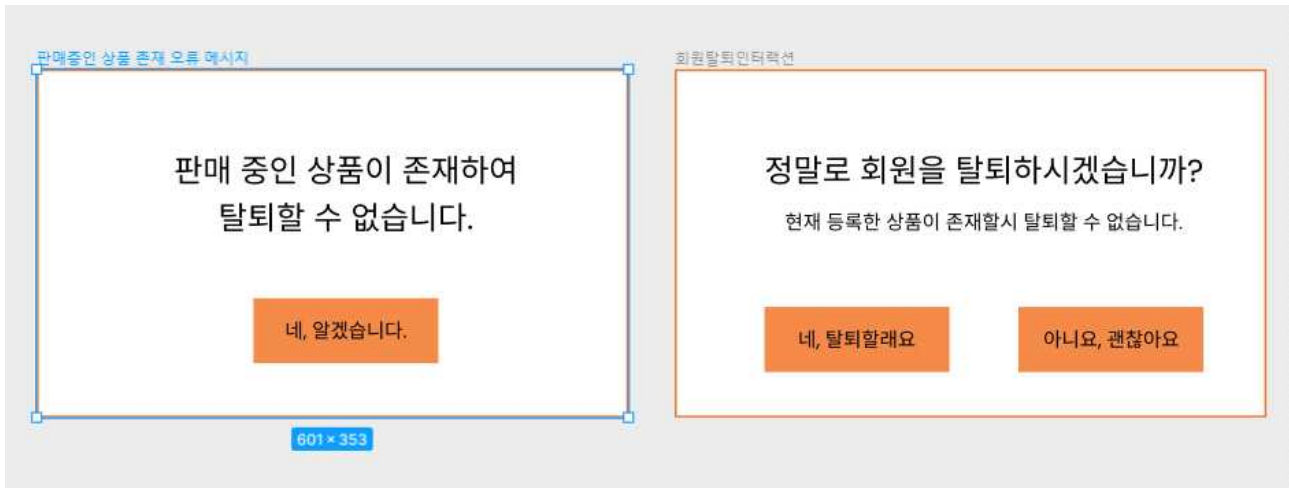 판매중인 상품 존재 오류 메시지
판매 중인 상품이 존재하여
탈퇴할 수 없습니다.
네, 알겠습니다.
601 × 353
회원탈퇴인터랙션
정말로 회원을 탈퇴하시겠습니까?
현재 등록한 상품이 존재할시 탈퇴할 수 없습니다.
네, 탈퇴할래요
아니요, 괜찮아요